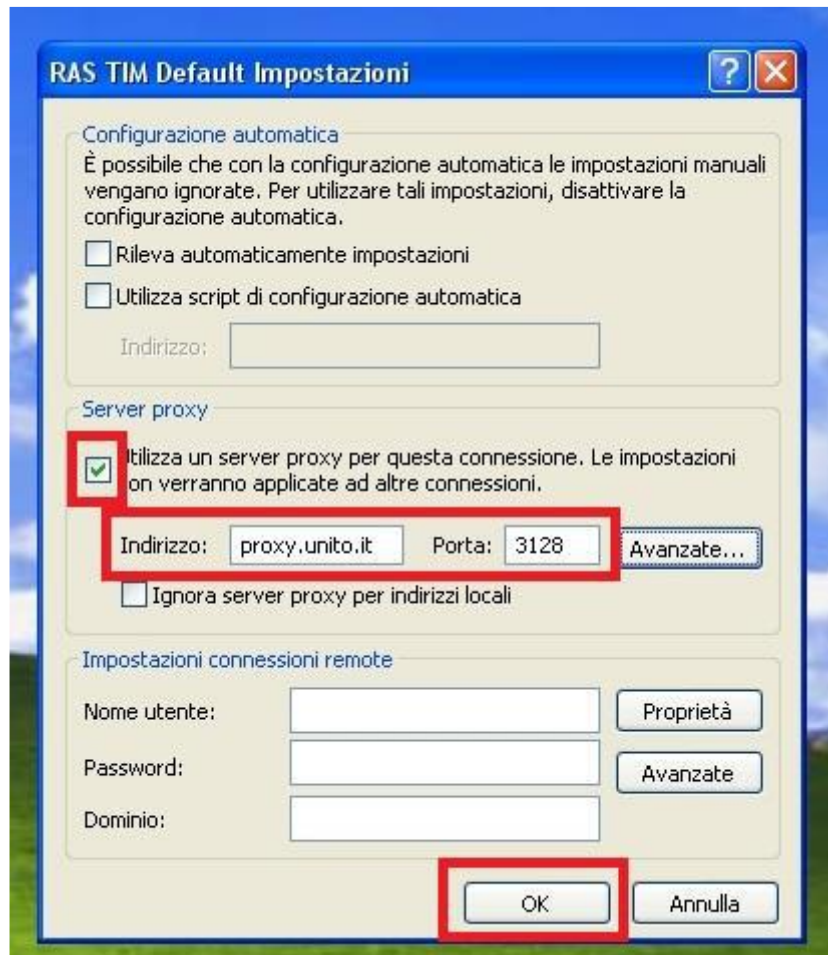 RAS TIM Default Impostazioni
Configurazione automatica
È possibile che con la configurazione automatica le impostazioni manuali
vengano ignorate. Per utilizzare tali impostazioni, disattivare la
configurazione automatica.
Rileva automaticamente impostazioni
Utilizza script di configurazione automatica
Indirizzo:
Server proxy
tilizza un server proxy per questa connessione. Le impostazioni
on verranno applicate ad altre connessioni.
Indirizzo: proxy.unito.it Porta: 3128 Avanzate...
Ignora server proxy per indirizzi locali
Impostazioni connessioni remote
Nome utente: Proprietà
Password: Avanzate
Dominio:
OK Annulla